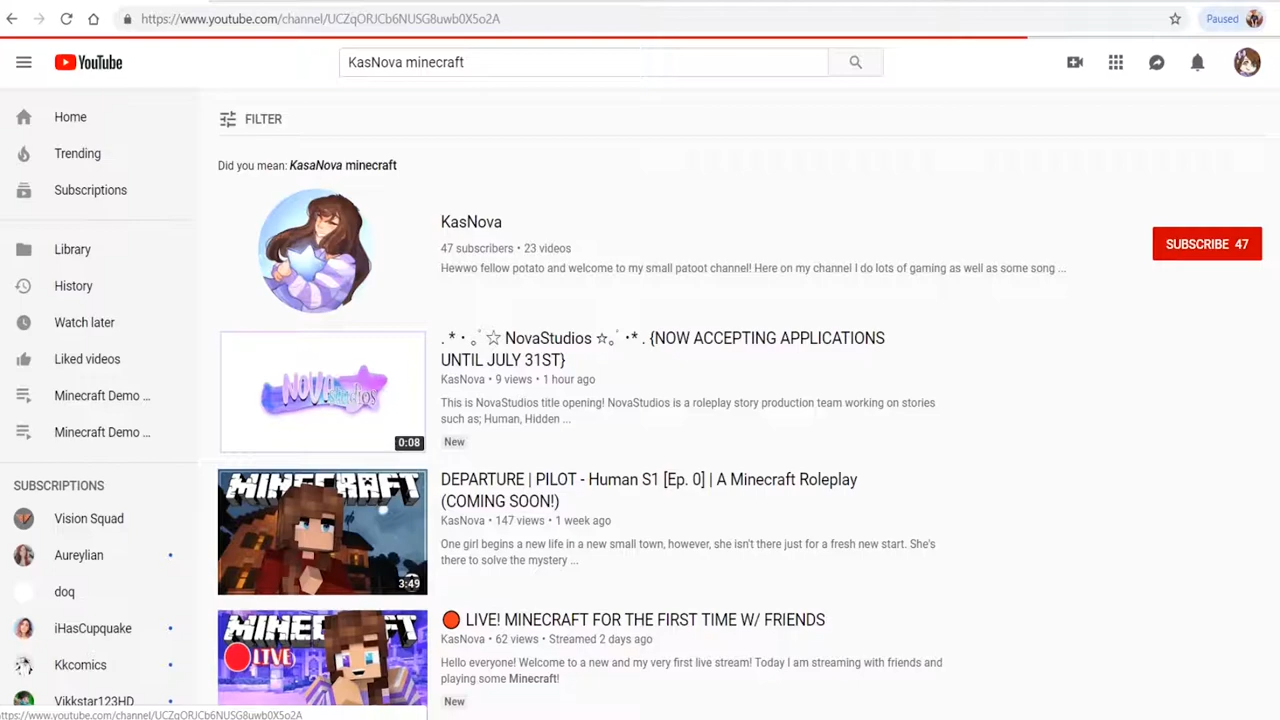 https://www.youtube.com/channel/UCZqORJCb6NUSG8uwb0X5o2A
Paused
YouTube
KasNova minecraft
Home
Trending
Subscriptions
Library
History
Watch later
Liked videos
Minecraft Demo ...
Minecraft Demo ...
SUBSCRIPTIONS
Vision Squad
Aureylian
doq
iHasCupquake
Kkcomics
Vikkstar123HD
FILTER
Did you mean: KasaNova minecraft
KasNova
47 subscribers • 23 videos
Hewwo fellow potato and welcome to my small patoot channel! Here on my channel I do lots of gaming as well as some song ...
SUBSCRIBE 47
NOVA
studios
0:08
. * ･ ｡ﾟ☆ NovaStudios ☆｡ﾟ ･* . {NOW ACCEPTING APPLICATIONS
UNTIL JULY 31ST}
KasNova • 9 views • 1 hour ago
This is NovaStudios title opening! NovaStudios is a roleplay story production team working on stories
such as; Human, Hidden ...
New
MINECRAFT
3:49
DEPARTURE | PILOT - Human S1 [Ep. 0] | A Minecraft Roleplay
(COMING SOON!)
KasNova • 147 views • 1 week ago
One girl begins a new life in a new small town, however, she isn't there just for a fresh new start. She's
there to solve the mystery ...
LIVE
🔴 LIVE! MINECRAFT FOR THE FIRST TIME W/ FRIENDS
KasNova • 62 views • Streamed 2 days ago
Hello everyone! Welcome to a new and my very first live stream! Today I am streaming with friends and
playing some Minecraft!
New
https://www.youtube.com/channel/UCZqORJCb6NUSG8uwb0X5o2A